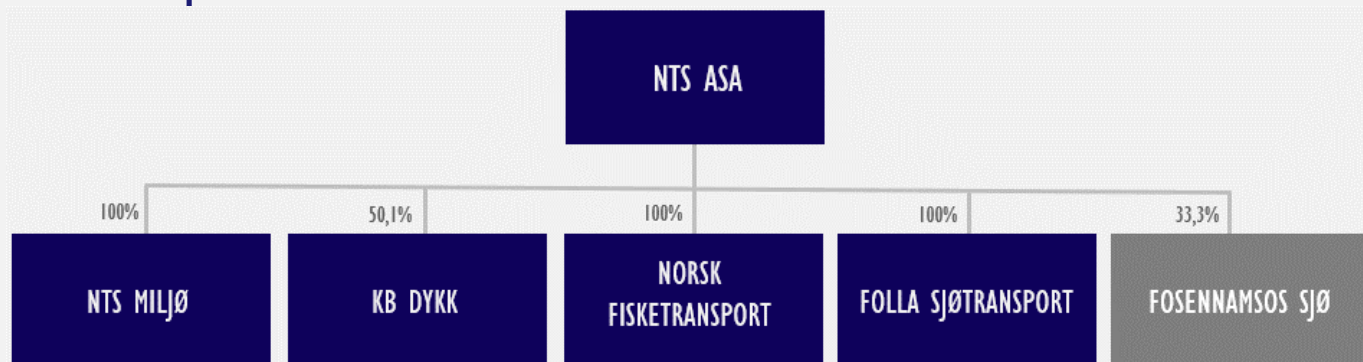 NTS ASA
100%
50,1%
100%
100%
33,3%
NTS MILJØ
KB DYKK
NORSK
FISKETRANSPORT
FOLLA SJØTRANSPORT
FOSENNAMSOS SJØ